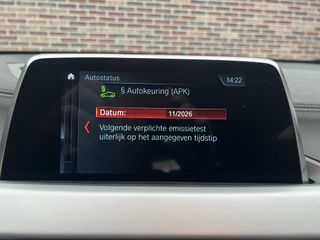 Autostatus
14:22
§ Autokeuring (APK)
Datum: 11/2026
Volgende verplichte emissietest
uiterlijk op het aangegeven tijdstip